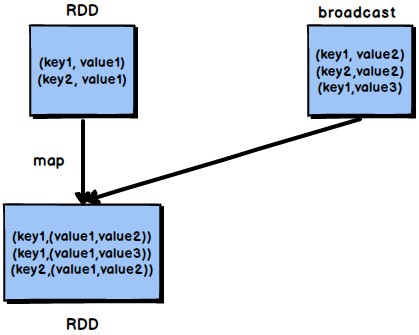 RDD
broadcast
(key1, value1)
(key2, value1)
(key1, value2)
(key2,value2)
(key1,value3)
map
(key1,(value1,value2))
(key1,(value1,value3))
(key2,(value1,value2))
RDD